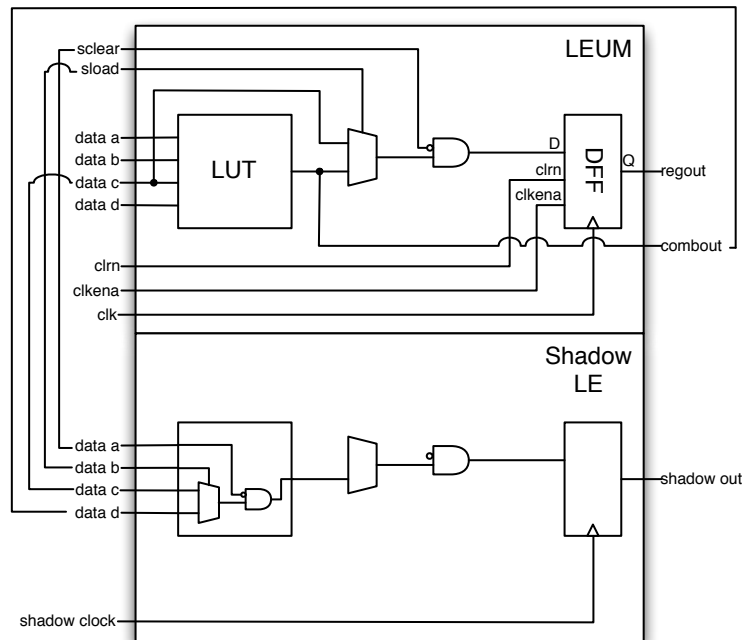 sclear
LEUM
sload
data a
data b
data c
data d
LUT
D
clrn
clkena
DFF
Q
regout
combout
clrn
clkena
clk
Shadow
LE
data a
data b
data c
data d
shadow out
shadow clock